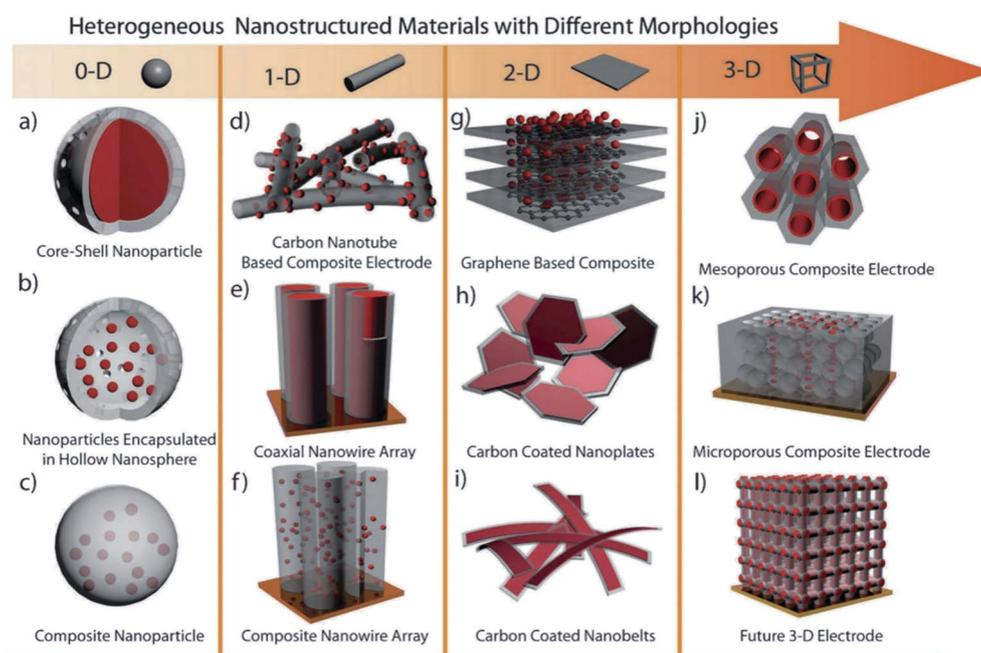 Heterogeneous Nanostructured Materials with Different Morphologies
0-D
1-D
2-D
3-D
a)
Core-Shell Nanoparticle
b)
Nanoparticles Encapsulated
in Hollow Nanosphere
c)
Composite Nanoparticle
d)
Carbon Nanotube
Based Composite Electrode
e)
Coaxial Nanowire Array
f)
Composite Nanowire Array
g)
Graphene Based Composite
h)
Carbon Coated Nanoplates
i)
Carbon Coated Nanobelts
j)
Mesoporous Composite Electrode
k)
Microporous Composite Electrode
l)
Future 3-D Electrode